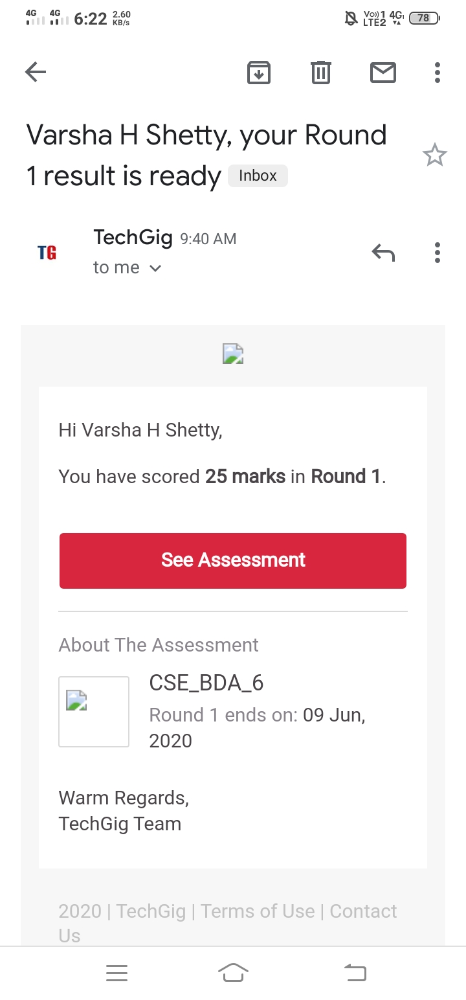 4G 4G 6:22 2.60 KB/s Vo)) 1 LTE2 4G 78
Varsha H Shetty, your Round
1 result is ready Inbox
TG TechGig 9:40 AM
to me
Hi Varsha H Shetty,
You have scored 25 marks in Round 1.
See Assessment
About The Assessment
CSE_BDA_6
Round 1 ends on: 09 Jun,
2020
Warm Regards,
TechGig Team
2020 | TechGig | Terms of Use | Contact
Us